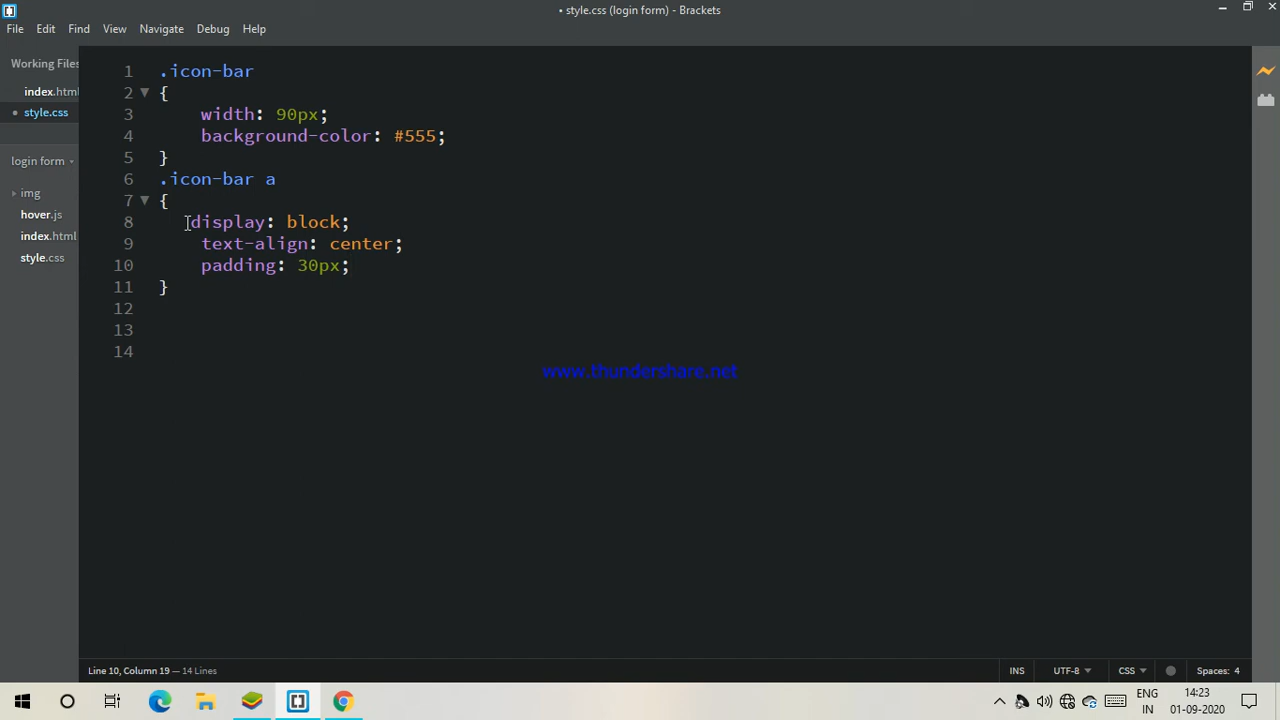 • style.css (login form) - Brackets
File Edit Find View Navigate Debug Help
Working Files
index.html
• style.css
login form
img
hover.js
index.html
style.css
1 .icon-bar
2 {
3 width: 90px;
4 background-color: #555;
5 }
6 .icon-bar a
7 {
8 display: block;
9 text-align: center;
10 padding: 30px;
11 }
12
13
14
www.thundershare.net
Line 10, Column 19 — 14 Lines
INS UTF-8 CSS Spaces: 4
ENG
IN
14:23
01-09-2020